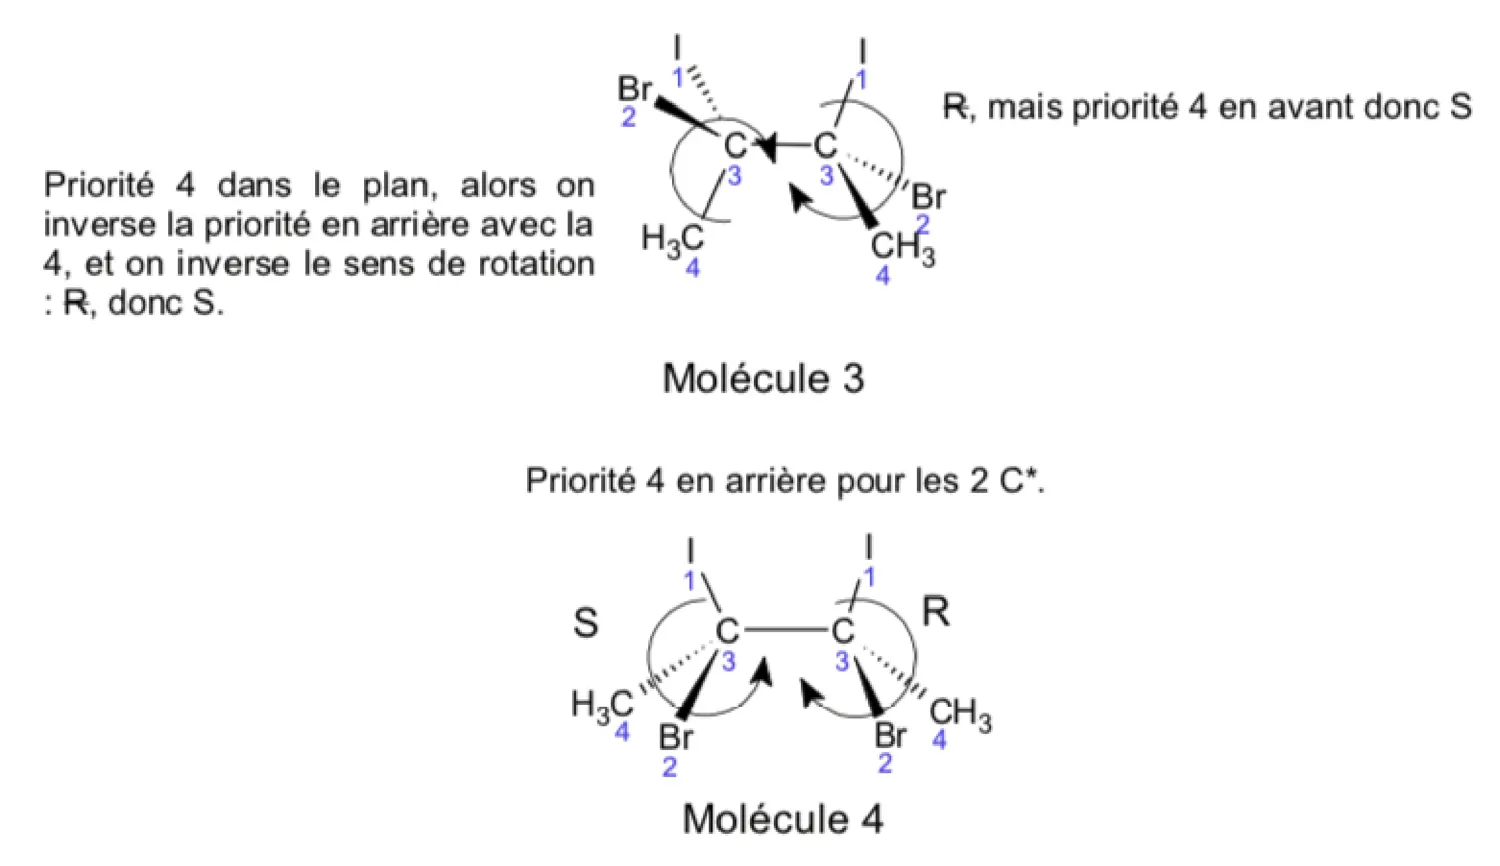 I
I
1
1
Br
2
R, mais priorité 4 en avant donc S
C
C
3
3
Br
2
Priorité 4 dans le plan, alors on
inverse la priorité en arrière avec la
4, et on inverse le sens de rotation
: R, donc S.
H3C
4
CH3
4
Molécule 3
Priorité 4 en arrière pour les 2 C*.
I
I
1
1
S
R
C
C
3
3
H3C
4
Br
2
Br
2
CH3
4
Molécule 4